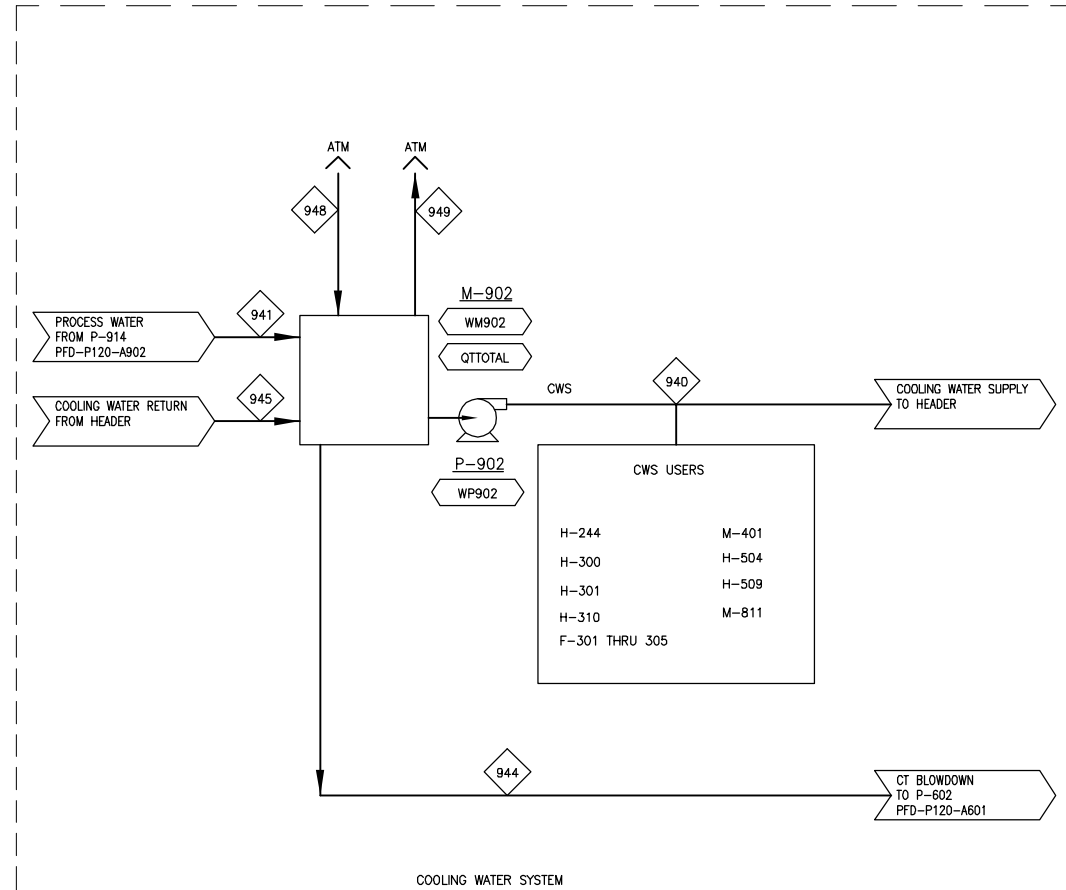 ATM
ATM
948
949
M-902
WM902
QTTOTAL
941
PROCESS WATER
FROM P-914
PFD-P120-A902
945
COOLING WATER RETURN
FROM HEADER
CWS
940
COOLING WATER SUPPLY
TO HEADER
P-902
WP902
CWS USERS
H-244
H-300
H-301
H-310
F-301 THRU 305
M-401
H-504
H-509
M-811
944
CT BLOWDOWN
TO P-602
PFD-P120-A601
COOLING WATER SYSTEM